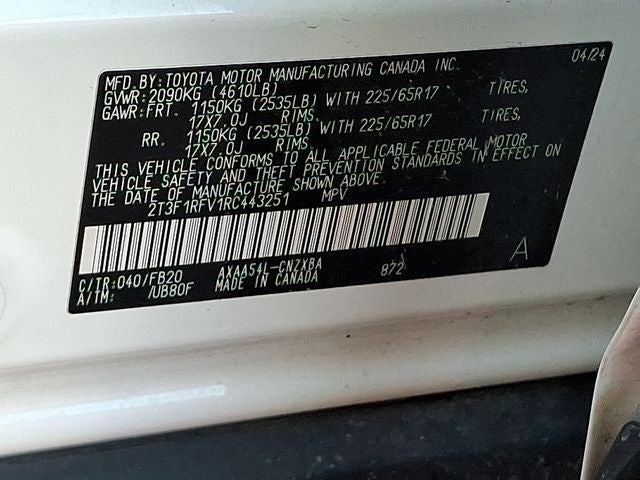 04/24
MFD. BY: TOYOTA MOTOR MANUFACTURING CANADA INC.
GVWR: 2090KG (4610LB)
GAWR: FRT. 1150KG (2535LB) WITH 225/65R17 TIRES,
17X7.0J RIMS
RR. 1150KG (2535LB) WITH 225/65R17 TIRES,
17X7.0J RIMS
THIS VEHICLE CONFORMS TO ALL APPLICABLE FEDERAL MOTOR
VEHICLE SAFETY AND THEFT PREVENTION STANDARDS IN EFFECT ON
THE DATE OF MANUFACTURE SHOWN ABOVE.
2T3F1RFV1RC443251 MPV
C/TR: 040/FB20 AXAA54L-CNZXBA 872 A
A/TM: /UB80F MADE IN CANADA